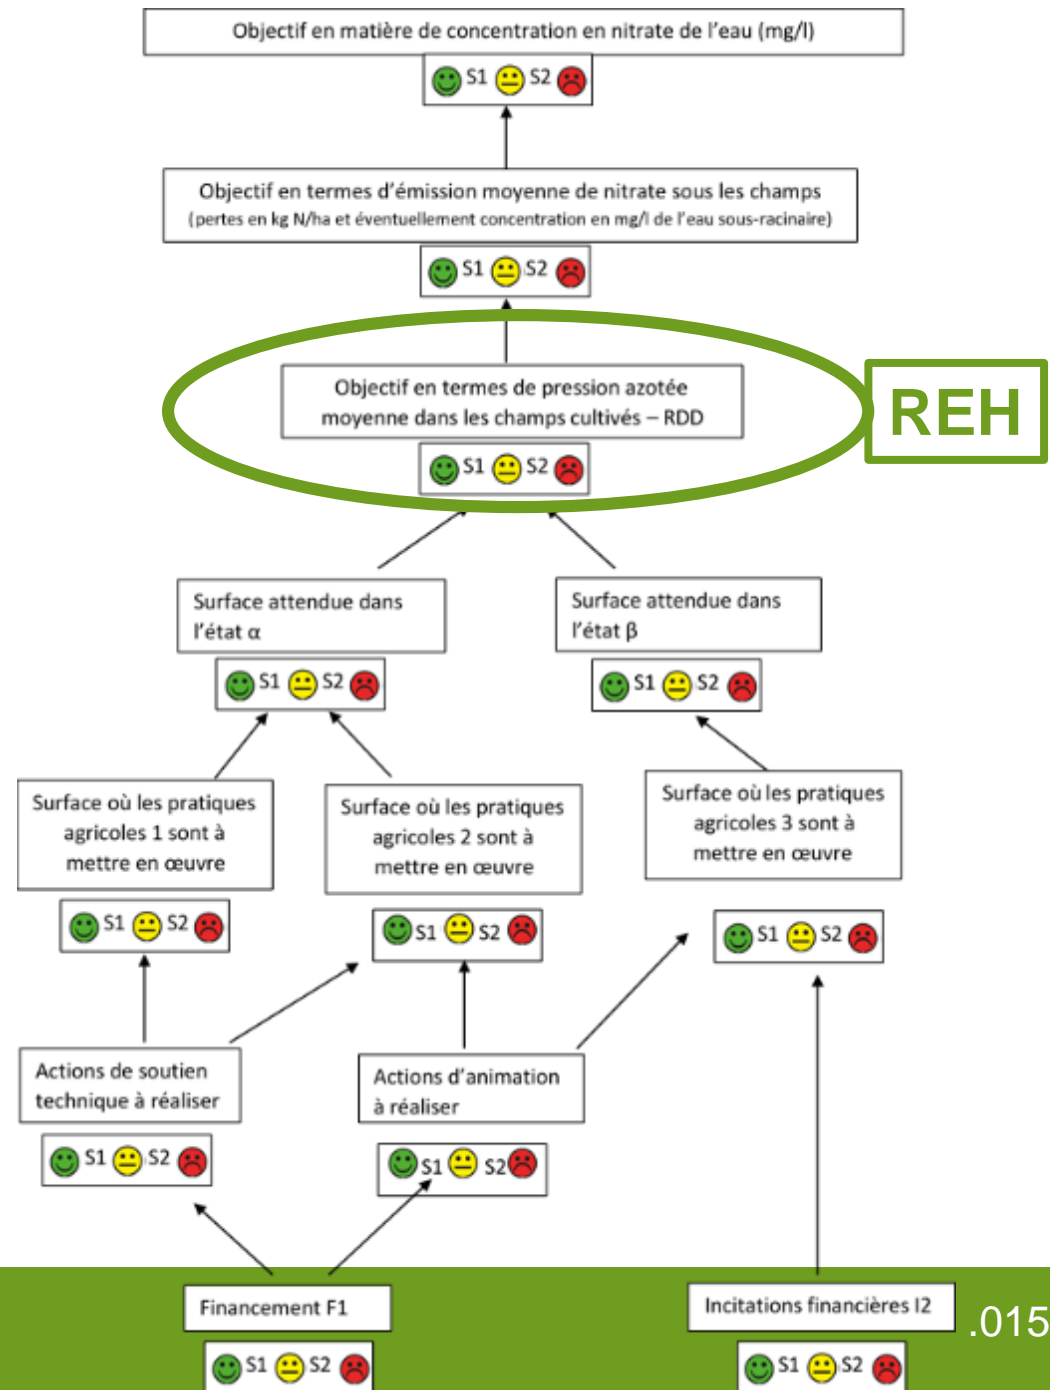 Objectif en matière de concentration en nitrate de l'eau (mg/l)
S1 S2
Objectif en termes d'émission moyenne de nitrate sous les champs
(pertes en kg N/ha et éventuellement concentration en mg/l de l'eau sous-racinaire)
S1 S2
Objectif en termes de pression azotée
moyenne dans les champs cultivés – RDD
S1 S2
REH
Surface attendue dans
l'état α
S1 S2
Surface attendue dans
l'état β
S1 S2
Surface où les pratiques
agricoles 1 sont à
mettre en œuvre
S1 S2
Surface où les pratiques
agricoles 2 sont à
mettre en œuvre
S1 S2
Surface où les pratiques
agricoles 3 sont à
mettre en œuvre
S1 S2
Actions de soutien
technique à réaliser
S1 S2
Actions d'animation
à réaliser
S1 S2
Financement F1
S1 S2
Incitations financières I2
S1 S2
.015